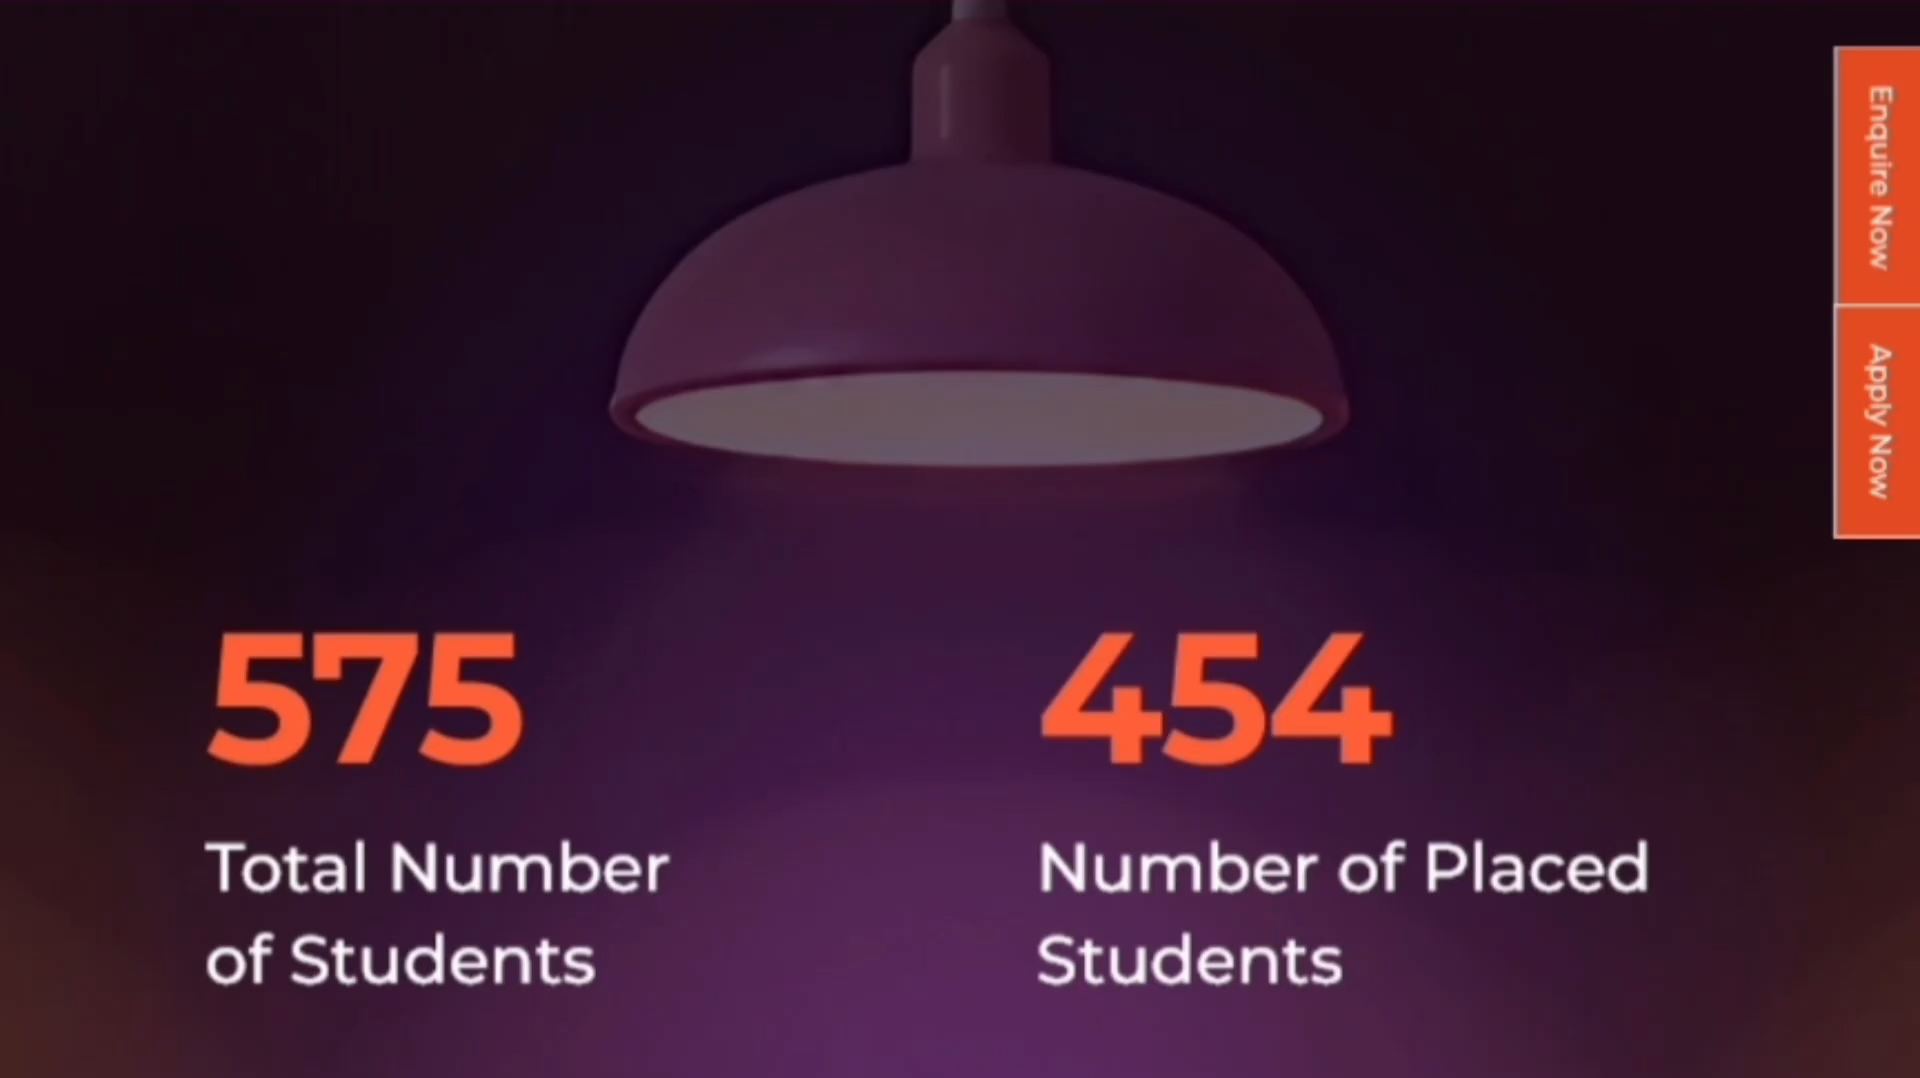 Enquire Now
Apply Now
575
Total Number
of Students
454
Number of Placed
Students